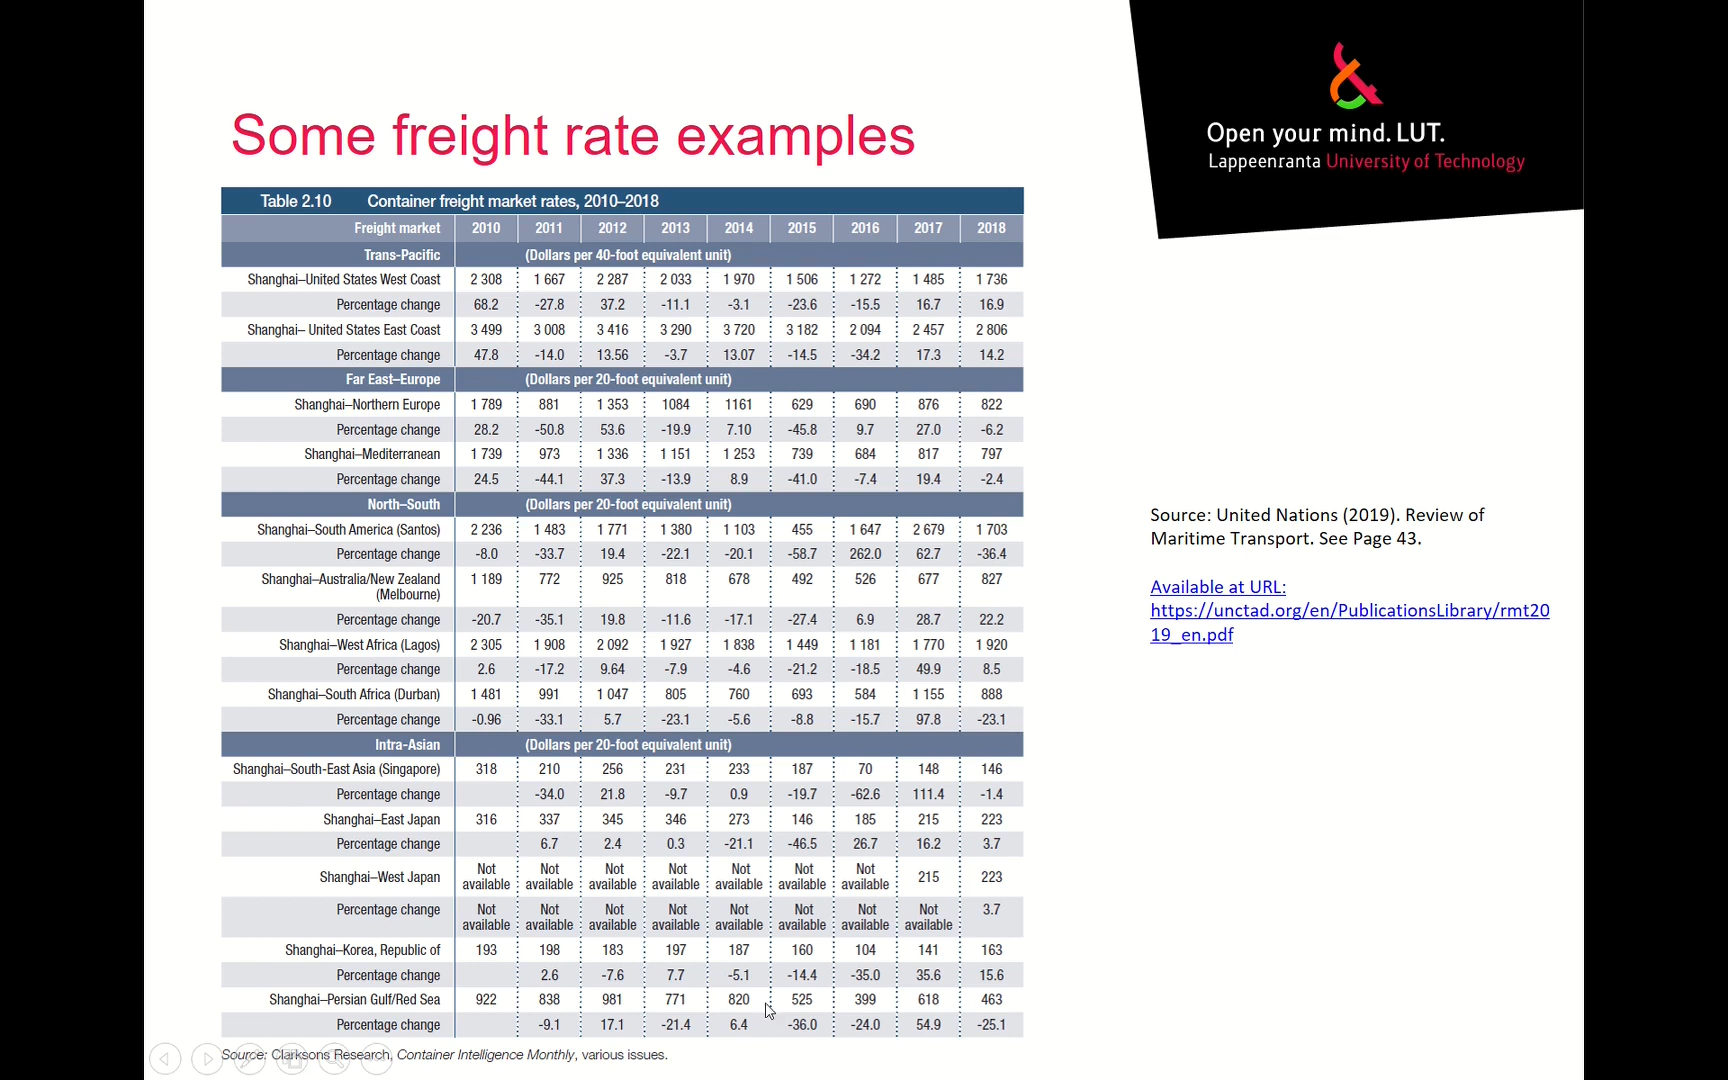 Open your mind. LUT.
Lappeenranta University of Technology
Some freight rate examples
Table 2.10 Container freight market rates, 2010–2018
Freight market 2010 2011 2012 2013 2014 2015 2016 2017 2018
Trans-Pacific (Dollars per 40-foot equivalent unit)
Shanghai–United States West Coast 2 308 1 667 2 287 2 033 1 970 1 506 1 272 1 485 1 736
Percentage change 68.2 -27.8 37.2 -11.1 -3.1 -23.6 -15.5 16.7 16.9
Shanghai– United States East Coast 3 499 3 008 3 416 3 290 3 720 3 182 2 094 2 457 2 806
Percentage change 47.8 -14.0 13.56 -3.7 13.07 -14.5 -34.2 17.3 14.2
Far East–Europe (Dollars per 20-foot equivalent unit)
Shanghai–Northern Europe 1 789 881 1 353 1084 1161 629 690 876 822
Percentage change 28.2 -50.8 53.6 -19.9 7.10 -45.8 9.7 27.0 -6.2
Shanghai–Mediterranean 1 739 973 1 336 1 151 1 253 739 684 817 797
Percentage change 24.5 -44.1 37.3 -13.9 8.9 -41.0 -7.4 19.4 -2.4
North–South (Dollars per 20-foot equivalent unit)
Shanghai–South America (Santos) 2 236 1 483 1 771 1 380 1 103 455 1 647 2 679 1 703
Percentage change -8.0 -33.7 19.4 -22.1 -20.1 -58.7 262.0 62.7 -36.4
Shanghai–Australia/New Zealand 1 189 772 925 818 678 492 526 677 827
(Melbourne)
Percentage change -20.7 -35.1 19.8 -11.6 -17.1 -27.4 6.9 28.7 22.2
Shanghai–West Africa (Lagos) 2 305 1 908 2 092 1 927 1 838 1 449 1 181 1 770 1 920
Percentage change 2.6 -17.2 9.64 -7.9 -4.6 -21.2 -18.5 49.9 8.5
Shanghai–South Africa (Durban) 1 481 991 1 047 805 760 693 584 1 155 888
Percentage change -0.96 -33.1 5.7 -23.1 -5.6 -8.8 -15.7 97.8 -23.1
Intra-Asian (Dollars per 20-foot equivalent unit)
Shanghai–South-East Asia (Singapore) 318 210 256 231 233 187 70 148 146
Percentage change -34.0 21.8 -9.7 0.9 -19.7 -62.6 111.4 -1.4
Shanghai–East Japan 316 337 345 346 273 146 185 215 223
Percentage change 6.7 2.4 0.3 -21.1 -46.5 26.7 16.2 3.7
Not Not Not Not Not Not Not
Shanghai–West Japan 215 223
available available available available available available available
Percentage change Not Not Not Not Not Not Not Not 3.7
available available available available available available available available
Shanghai–Korea, Republic of 193 198 183 197 187 160 104 141 163
Percentage change 2.6 -7.6 7.7 -5.1 -14.4 -35.0 35.6 15.6
Shanghai–Persian Gulf/Red Sea 922 838 981 771 820 525 399 618 463
Percentage change -9.1 17.1 -21.4 6.4 -36.0 -24.0 54.9 -25.1
Source: Clarksons Research, Container Intelligence Monthly, various issues.
Source: United Nations (2019). Review of
Maritime Transport. See Page 43.
Available at URL:
https://unctad.org/en/PublicationsLibrary/rmt20
19_en.pdf